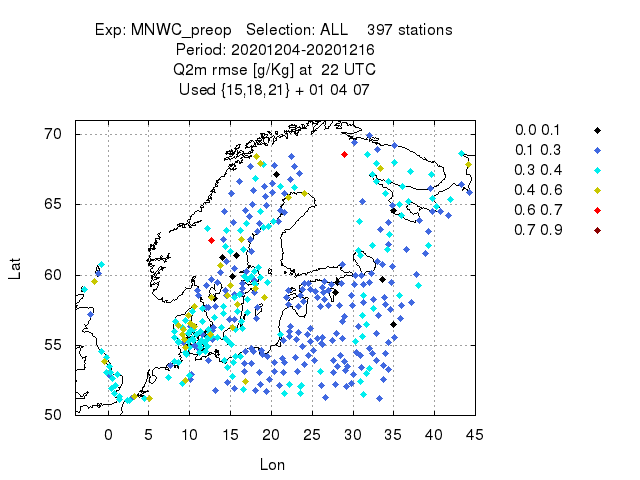 Exp: MNWC_preop   Selection: ALL    397 stations
Period: 20201204-20201216
Q2m rmse [g/Kg] at  22 UTC
Used {15,18,21} + 01 04 07
0.0 0.1
0.1 0.3
0.3 0.4
0.4 0.6
0.6 0.7
0.7 0.9
70
65
60
55
50
Lat
0 5 10 15 20 25 30 35 40 45
Lon